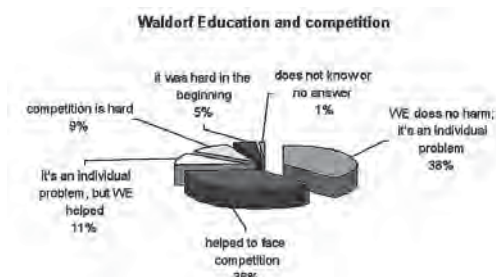 Waldorf Education and competition
it was hard in the
beginning
5%
does not know or
no answer
1%
competition is hard
9%
WE does no harm;
it's an individual
problem
38%
it's an individual
problem, but WE
helped
11%
helped to face
competition